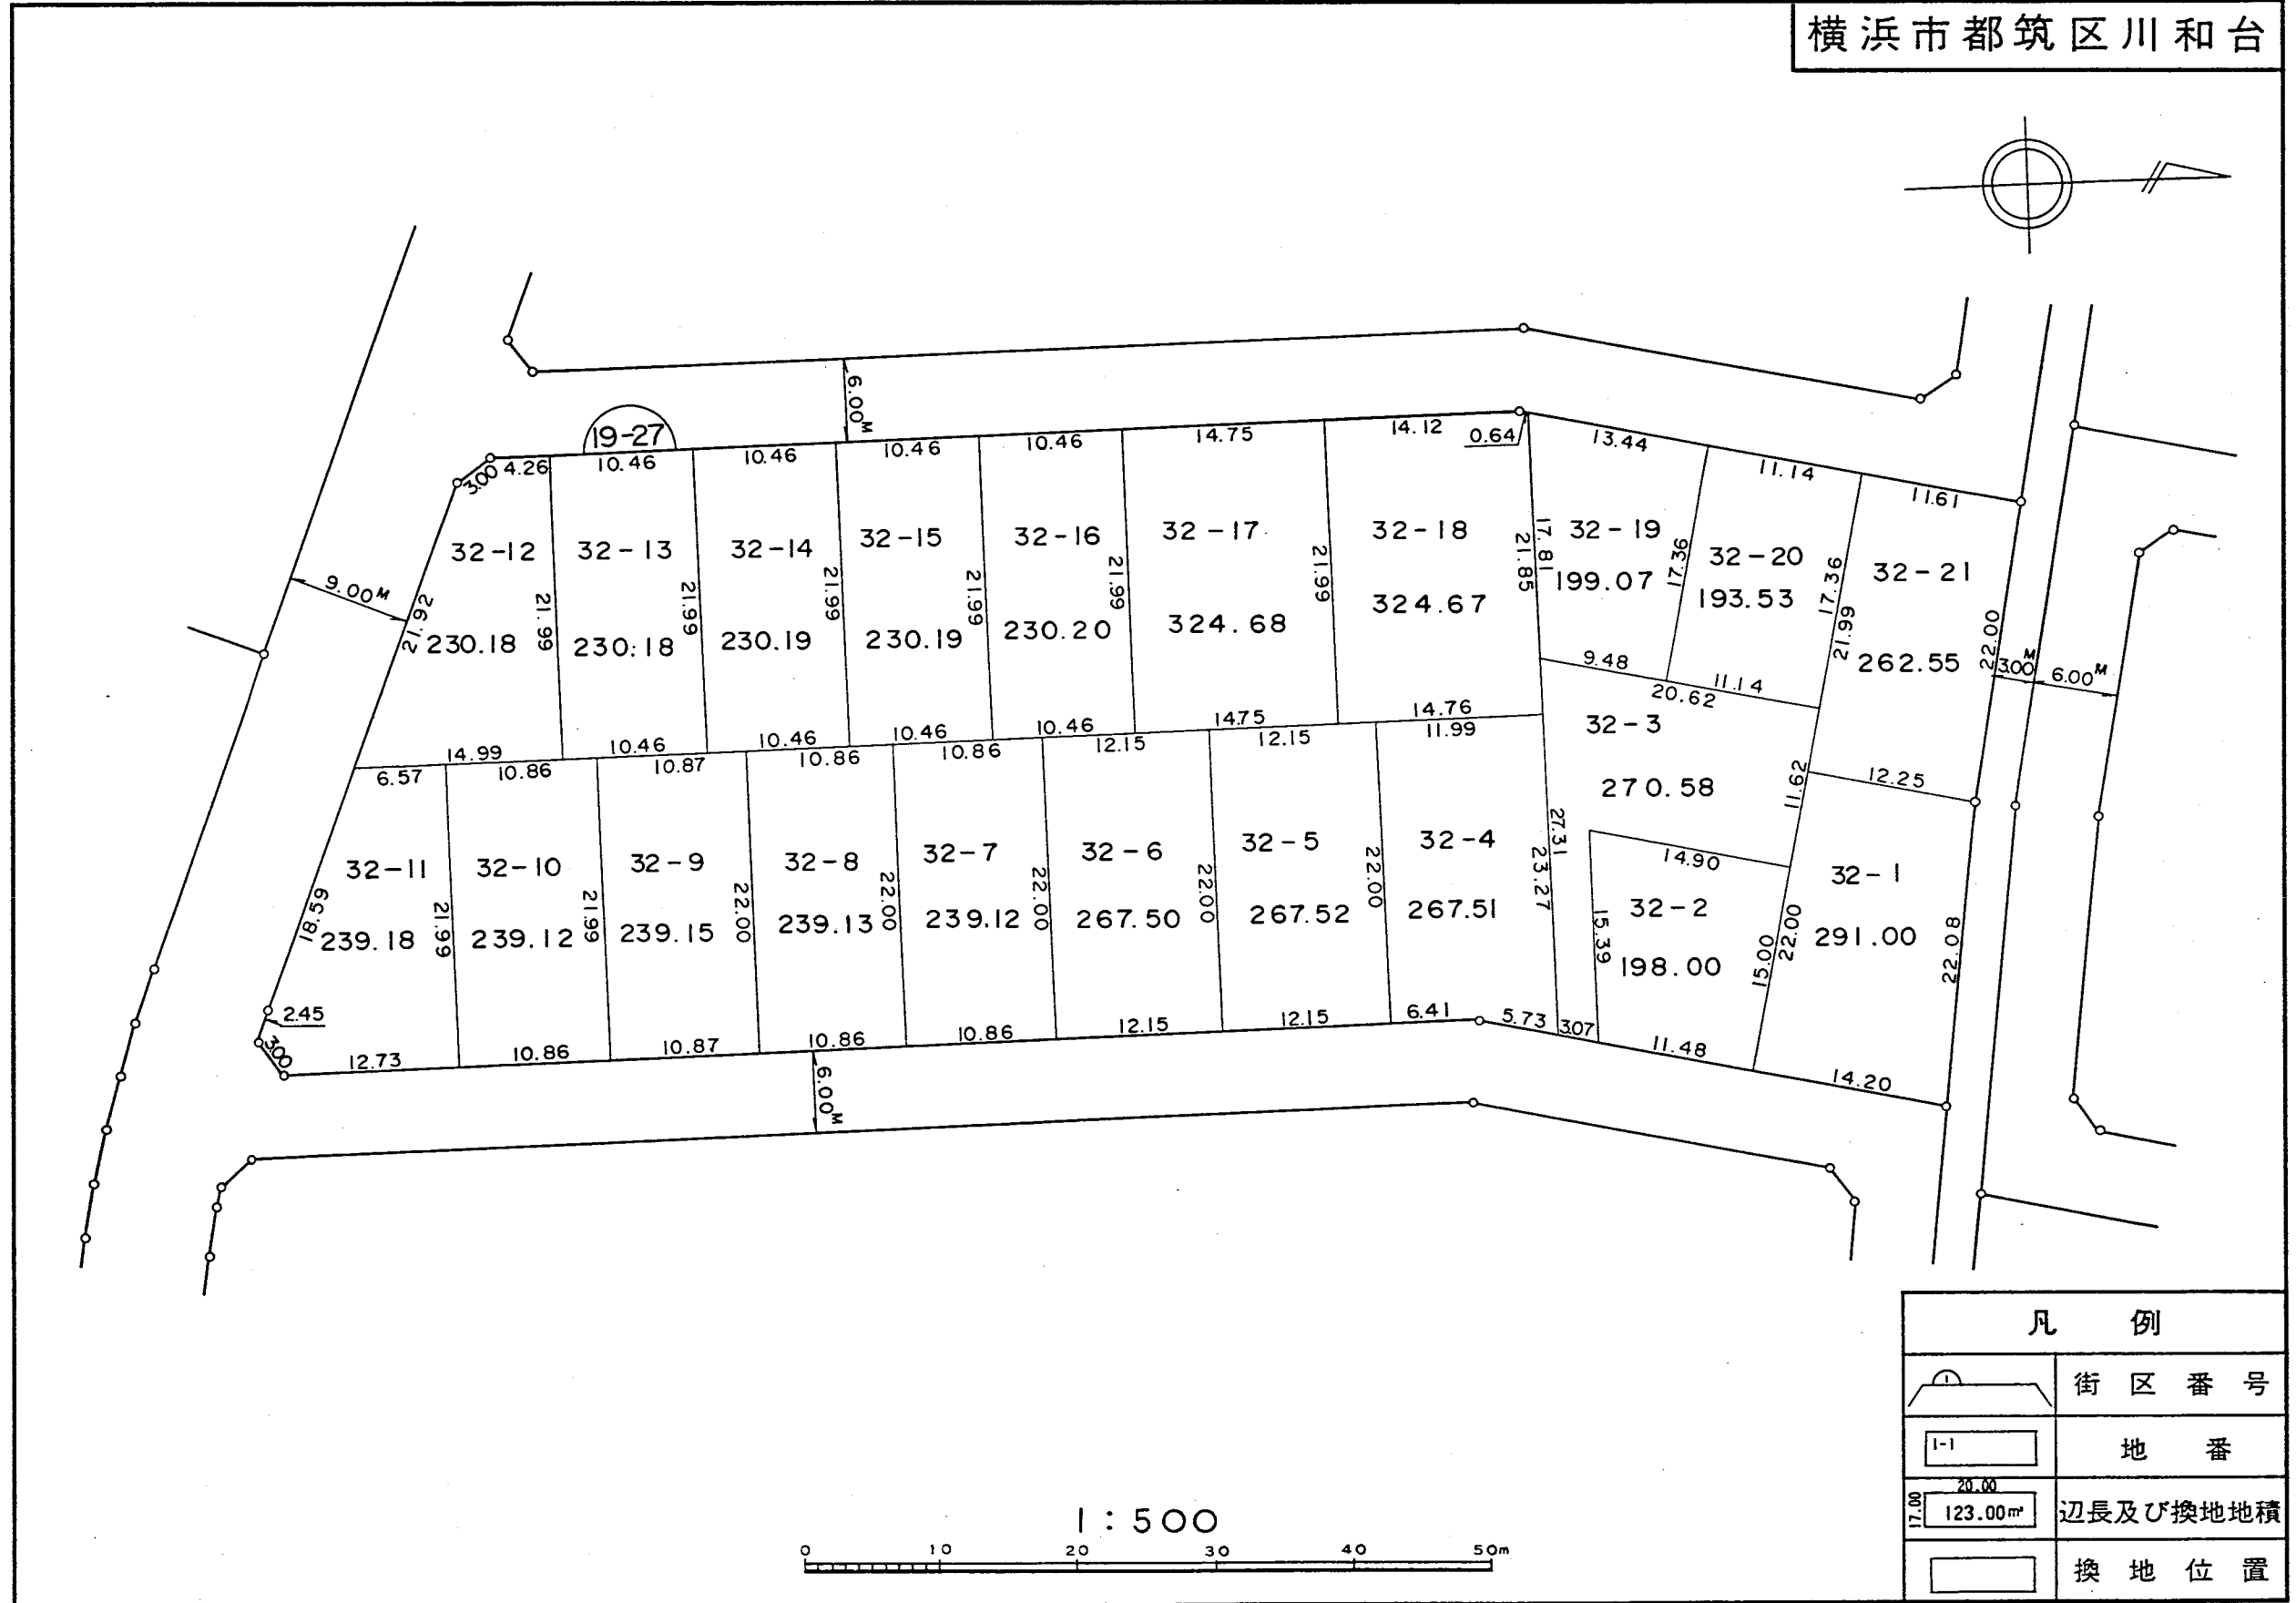 横浜市都筑区川和台
6.00M
19-27
3.00 4.26 10.46 10.46 10.46 10.46 14.75 14.12 0.64 13.44 11.14 11.61
32-12 32-13 32-14 32-15 32-16 32-17 32-18 32-19 32-20 32-21
9.00M
21.92 21.99 21.99 21.99 21.99 21.99 21.99 21.85 17.81 17.36 17.36 21.99 22.00
230.18 230.18 230.19 230.19 230.20 324.68 324.67 199.07 193.53 262.55
3.00M 6.00M
9.48 11.14
20.62
14.99 10.46 10.46 10.46 10.46 14.75 14.76
6.57 10.86 10.87 10.86 10.86 12.15 12.15 11.99
32-3
270.58
11.62 12.25
32-11 32-10 32-9 32-8 32-7 32-6 32-5 32-4 14.90 32-1
32-2
18.59 21.99 21.99 22.00 22.00 22.00 22.00 22.00 23.27 27.31 15.39 15.00 22.00 22.08
239.18 239.12 239.15 239.13 239.12 267.50 267.52 267.51 198.00 291.00
2.45
3.00 12.73 10.86 10.87 10.86 10.86 12.15 12.15 6.41 5.73 3.07 11.48 14.20
6.00M
1:500
0 10 20 30 40 50m
凡例
1 街区番号
1-1 地番
20.00
17.00 123.00㎡ 辺長及び換地地積
換地位置